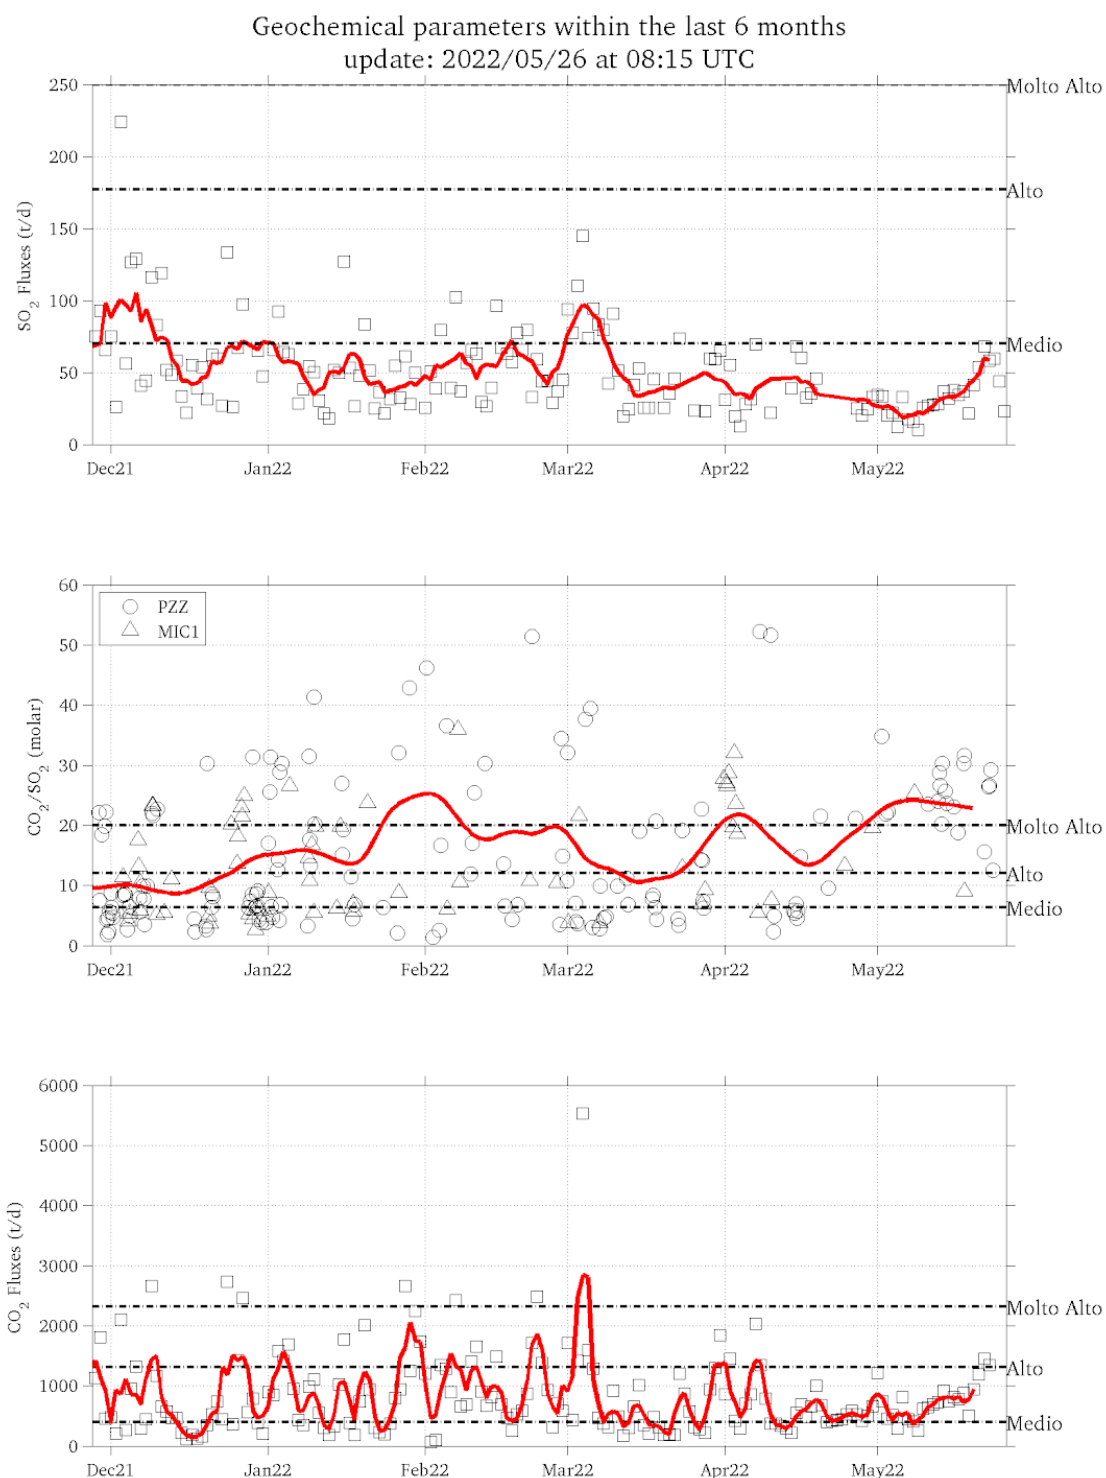 Geochemical parameters within the last 6 months
update: 2022/05/26 at 08:15 UTC
SO2 Fluxes (t/d)
250
200
150
100
50
0
Molto Alto
Alto
Medio
Dec21 Jan22 Feb22 Mar22 Apr22 May22
CO2/SO2 (molar)
60
50
40
30
20
10
0
PZZ
MIC1
Molto Alto
Alto
Medio
Dec21 Jan22 Feb22 Mar22 Apr22 May22
CO2 Fluxes (t/d)
6000
5000
4000
3000
2000
1000
0
Molto Alto
Alto
Medio
Dec21 Jan22 Feb22 Mar22 Apr22 May22